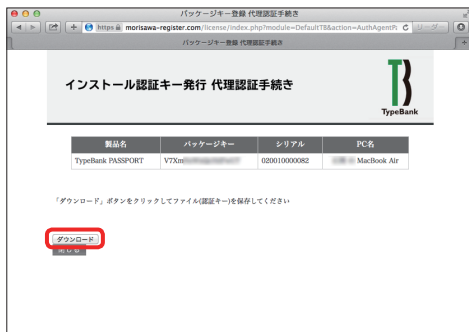 パッケージキー登録 代理認証手続き
https morisawa-register.com/license/index.php?module=DefaultT8&action=AuthAgentP リーダー
パッケージキー登録 代理認証手続き
インストール認証キー発行 代理認証手続き
TypeBank
製品名 パッケージキー シリアル PC名
TypeBank PASSPORT V7Xm 020010000082 MacBook Air
「ダウンロード」ボタンをクリックしてファイル(認証キー)を保存してください
ダウンロード
閉じる